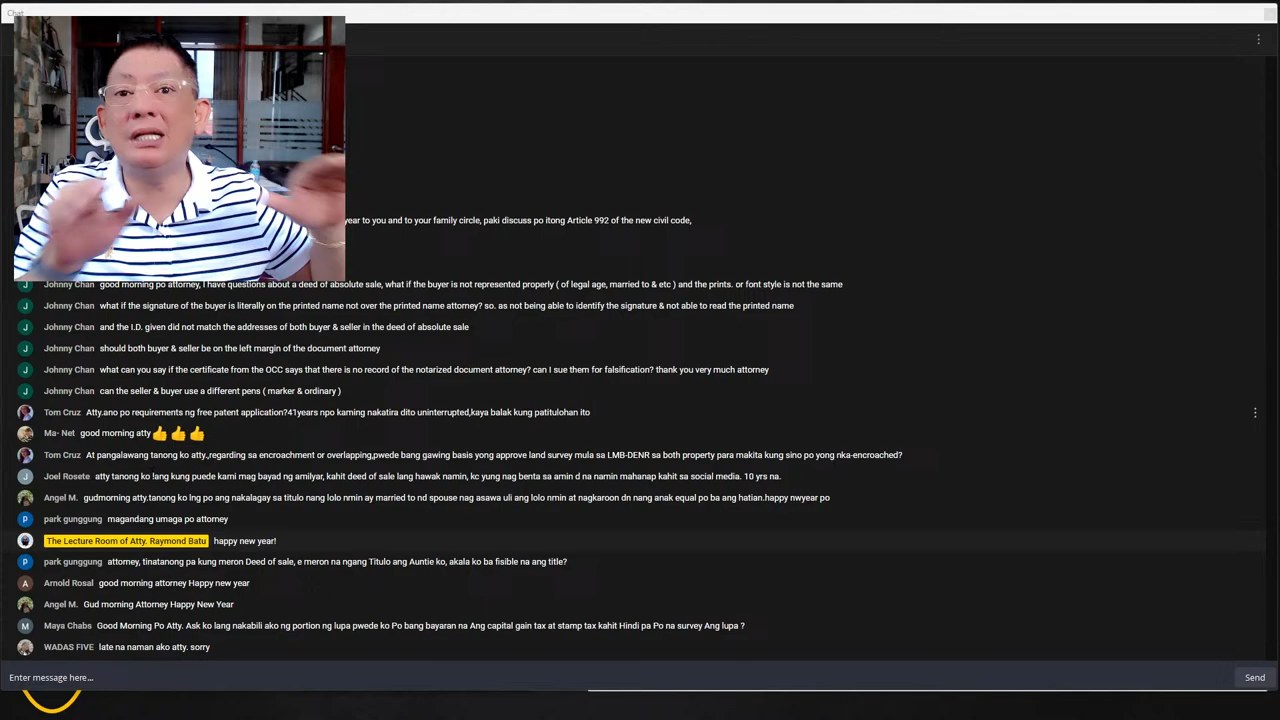 Chat
year to you and to your family circle, paki discuss po itong Article 992 of the new civil code,
Johnny Chan good morning po attorney, I have questions about a deed of absolute sale, what if the buyer is not represented properly ( of legal age, married to & etc ) and the prints. or font style is not the same
Johnny Chan what if the signature of the buyer is literally on the printed name not over the printed name attorney? so. as not being able to identify the signature & not able to read the printed name
Johnny Chan and the I.D. given did not match the addresses of both buyer & seller in the deed of absolute sale
Johnny Chan should both buyer & seller be on the left margin of the document attorney
Johnny Chan what can you say if the certificate from the OCC says that there is no record of the notarized document attorney? can I sue them for falsification? thank you very much attorney
Johnny Chan can the seller & buyer use a different pens ( marker & ordinary )
Tom Cruz Atty.ano po requirements ng free patent application?41years npo kaming nakatira dito uninterrupted,kaya balak kung patitulohan ito
Ma- Net good morning atty👍👍👍
Tom Cruz At pangalawang tanong ko atty.,regarding sa encroachment or overlapping,pwede bang gawing basis yong approve land survey mula sa LMB-DENR sa both property para makita kung sino po yong nka-encroached?
Joel Rosete atty tanong ko lang kung puede kami mag bayad ng amilyar, kahit deed of sale lang hawak namin, kc yung nag benta sa amin d na namin mahanap kahit sa social media. 10 yrs na.
Angel M. gudmorning atty.tanong ko lng po ang nakalagay sa titulo nang lolo nmin ay married to nd spouse nag asawa uli ang lolo nmin at nagkaroon dn nang anak equal po ba ang hatian.happy nwyear po
park gunggung magandang umaga po attorney
The Lecture Room of Atty. Raymond Batu happy new year!
park gunggung attorney, tinatanong pa kung meron Deed of sale, e meron na ngang Titulo ang Auntie ko, akala ko ba fisible na ang title?
Arnold Rosal good morning attorney Happy new year
Angel M. Gud morning Attorney Happy New Year
Maya Chabs Good Morning Po Atty. Ask ko lang nakabili ako ng portion ng lupa pwede ko Po bang bayaran na Ang capital gain tax at stamp tax kahit Hindi pa Po na survey Ang lupa ?
WADAS FIVE late na naman ako atty. sorry
Enter message here... Send